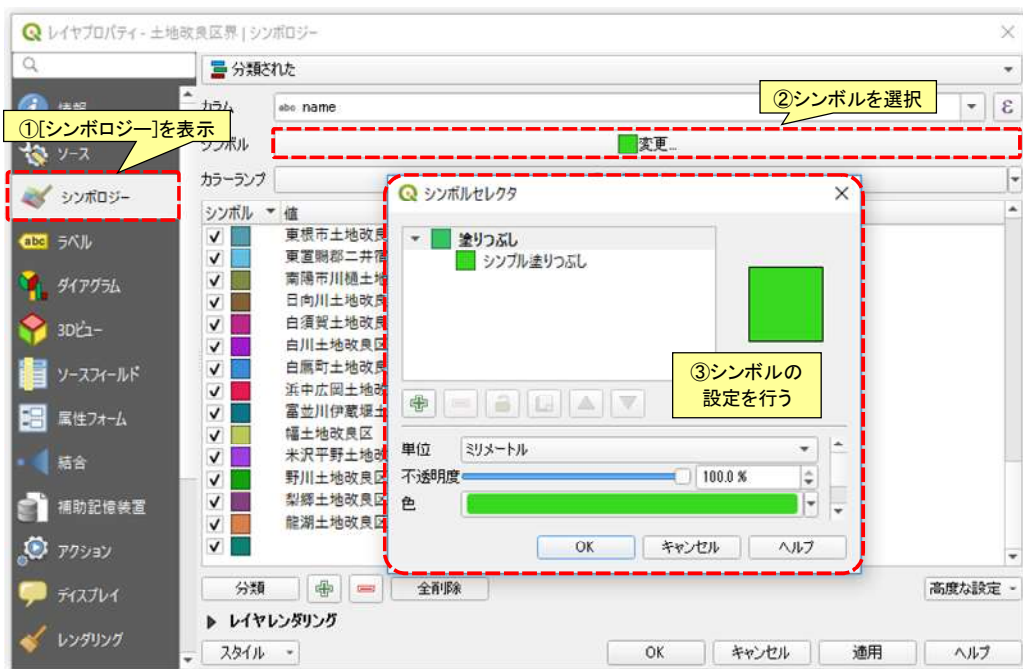 レイヤプロパティ - 土地改良区界 | シンボロジー
分類された
情報
カラム
abc name
②シンボルを選択
ε
①[シンボロジー]を表示
ソース
シンボル
変更...
シンボロジー
カラーランプ
シンボルセレクタ
シンボル 値
塗りつぶし
シンプル塗りつぶし
abc ラベル
ダイアグラム
3Dビュー
ソースフィールド
属性フォーム
結合
補助記憶装置
アクション
ディスプレイ
レンダリング
東根市土地改良
東置賜郡二井宿
南陽市川樋土地
日向川土地改良
白須賀土地改良
白川土地改良区
白鷹町土地改良
浜中広岡土地改
富並川伊蔵堰土
幅土地改良区
米沢平野土地改
野川土地改良区
梨郷土地改良区
龍湖土地改良区
③シンボルの
設定を行う
単位 ミリメートル
不透明度 100.0 %
色
OK キャンセル ヘルプ
分類 全削除 高度な設定
レイヤレンダリング
スタイル OK キャンセル 適用 ヘルプ